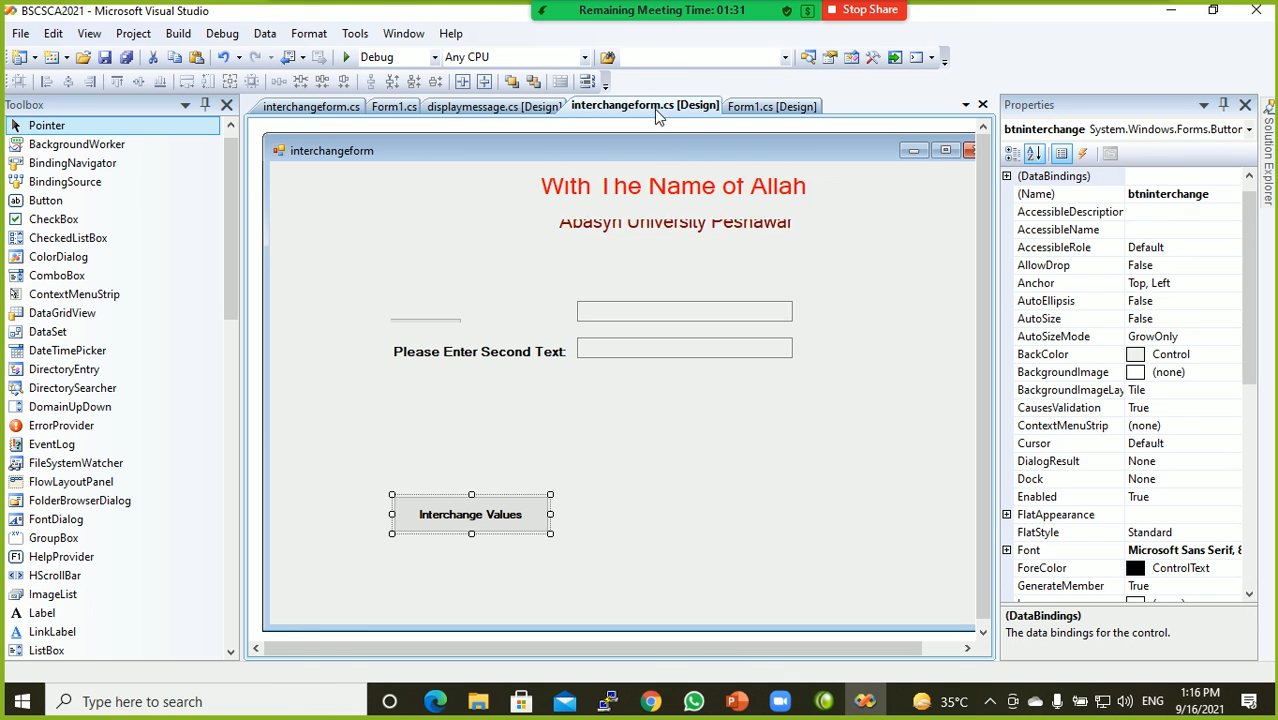 BSCSCA2021 - Microsoft Visual Studio
Remaining Meeting Time: 01:31
Stop Share
File Edit View Project Build Debug Data Format Tools Window Help
Debug Any CPU
Toolbox
interchangeform.cs Form1.cs displaymessage.cs [Design] interchangeform.cs [Design] Form1.cs [Design]
Properties
Solution Explorer
Pointer
BackgroundWorker
BindingNavigator
BindingSource
Button
CheckBox
CheckedListBox
ColorDialog
ComboBox
ContextMenuStrip
DataGridView
DataSet
DateTimePicker
DirectoryEntry
DirectorySearcher
DomainUpDown
ErrorProvider
EventLog
FileSystemWatcher
FlowLayoutPanel
FolderBrowserDialog
FontDialog
GroupBox
HelpProvider
HScrollBar
ImageList
Label
LinkLabel
ListBox
interchangeform
With The Name of Allah
Abasyn University Peshawar
Please Enter Second Text:
Interchange Values
btninterchange System.Windows.Forms.Button
(DataBindings)
(Name) btninterchange
AccessibleDescription
AccessibleName
AccessibleRole Default
AllowDrop False
Anchor Top, Left
AutoEllipsis False
AutoSize False
AutoSizeMode GrowOnly
BackColor Control
BackgroundImage (none)
BackgroundImageLay Tile
CausesValidation True
ContextMenuStrip (none)
Cursor Default
DialogResult None
Dock None
Enabled True
FlatAppearance
FlatStyle Standard
Font Microsoft Sans Serif, 8
ForeColor ControlText
GenerateMember True
(DataBindings)
The data bindings for the control.
Type here to search
35°C
ENG
1:16 PM
9/16/2021